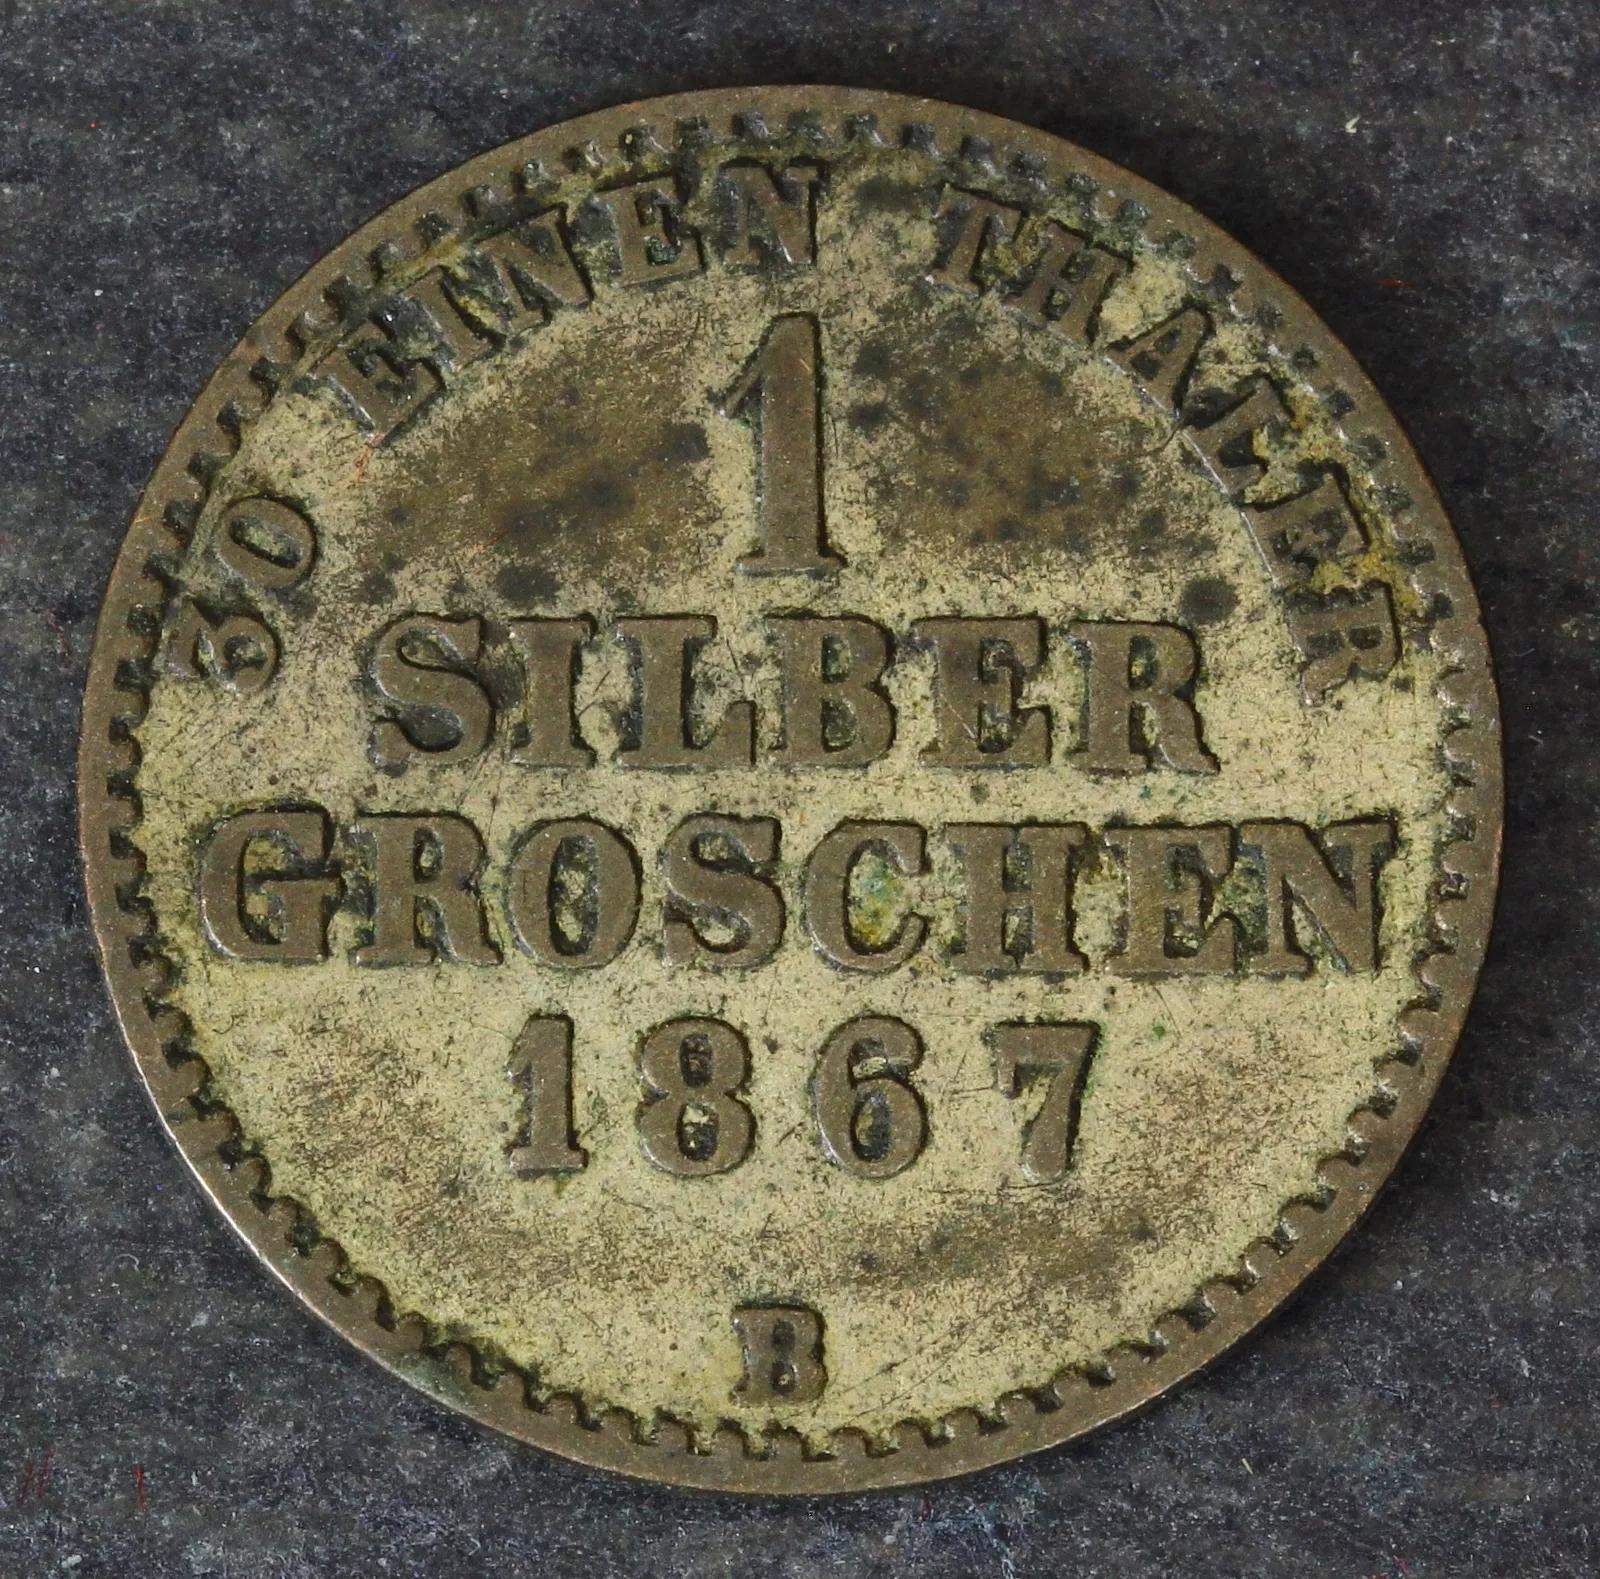 30 EINEN THALER
1
SILBER
GROSCHEN
1867
B